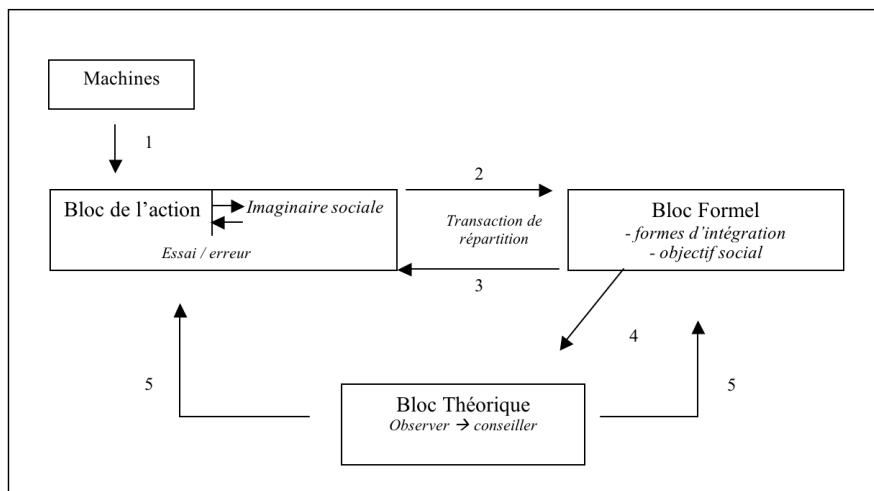 Machines
1
2
Bloc de l'action
Imaginaire sociale
Essai / erreur
Transaction de
répartition
Bloc Formel
- formes d'intégration
- objectif social
3
4
5
5
Bloc Théorique
Observer → conseiller